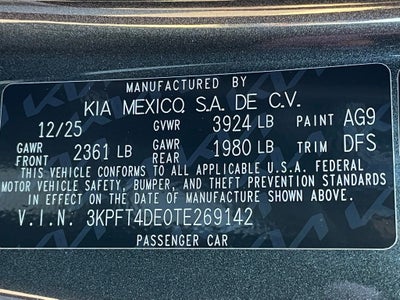 MANUFACTURED BY
KIA MEXICO, S.A. DE C.V.
12/25 GVWR 3924 LB PAINT AG9
GAWR FRONT 2361 LB GAWR REAR 1980 LB TRIM DFS
THIS VEHICLE CONFORMS TO ALL APPLICABLE U.S.A. FEDERAL
MOTOR VEHICLE SAFETY, BUMPER, AND THEFT PREVENTION STANDARDS
IN EFFECT ON THE DATE OF MANUFACTURE SHOWN ABOVE.
V.I.N. 3KPFT4DE0TE269142
PASSENGER CAR